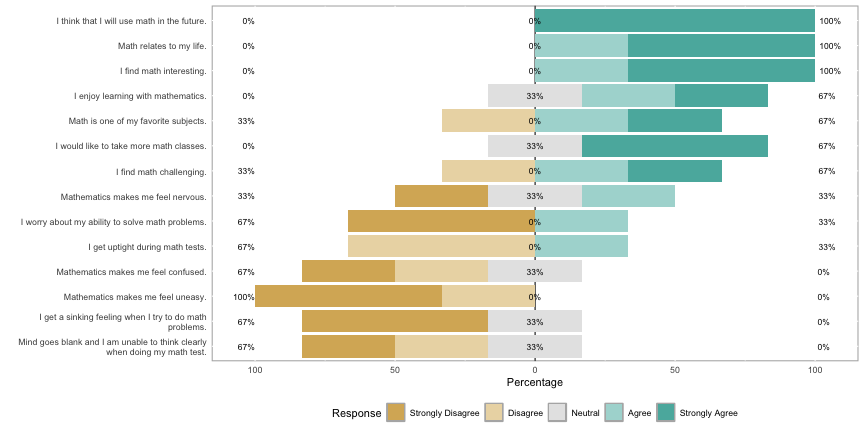 I think that I will use math in the future. 0% 0% 100%
Math relates to my life. 0% 0% 100%
I find math interesting. 0% 0% 100%
I enjoy learning with mathematics. 0% 33% 67%
Math is one of my favorite subjects. 33% 0% 67%
I would like to take more math classes. 0% 33% 67%
I find math challenging. 33% 0% 67%
Mathematics makes me feel nervous. 33% 33% 33%
I worry about my ability to solve math problems. 67% 0% 33%
I get uptight during math tests. 67% 0% 33%
Mathematics makes me feel confused. 67% 33% 0%
Mathematics makes me feel uneasy. 100% 0% 0%
I get a sinking feeling when I try to do math
problems. 67% 33% 0%
Mind goes blank and I am unable to think clearly
when doing my math test. 67% 33% 0%
100 50 0 50 100
Percentage
Response Strongly Disagree Disagree Neutral Agree Strongly Agree